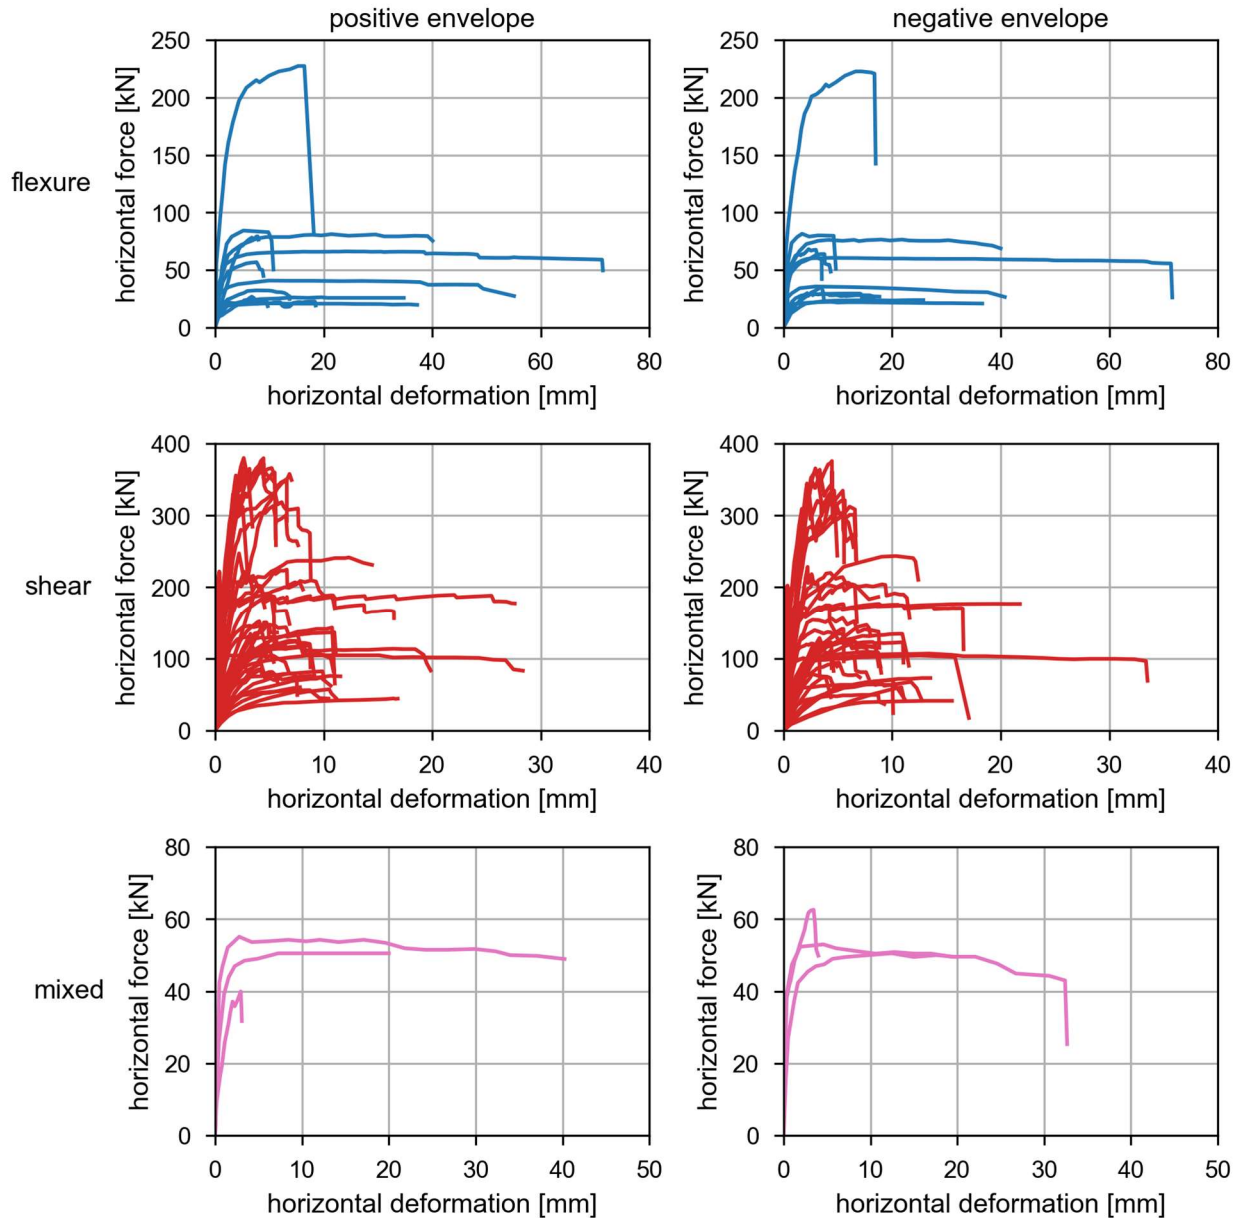 positive envelope
negative envelope
flexure
horizontal force [kN]
250
200
150
100
50
0
0 20 40 60 80
horizontal deformation [mm]
horizontal force [kN]
250
200
150
100
50
0
0 20 40 60 80
horizontal deformation [mm]
shear
horizontal force [kN]
400
300
200
100
0
0 10 20 30 40
horizontal deformation [mm]
horizontal force [kN]
400
300
200
100
0
0 10 20 30 40
horizontal deformation [mm]
mixed
horizontal force [kN]
80
60
40
20
0
0 10 20 30 40 50
horizontal deformation [mm]
horizontal force [kN]
80
60
40
20
0
0 10 20 30 40 50
horizontal deformation [mm]